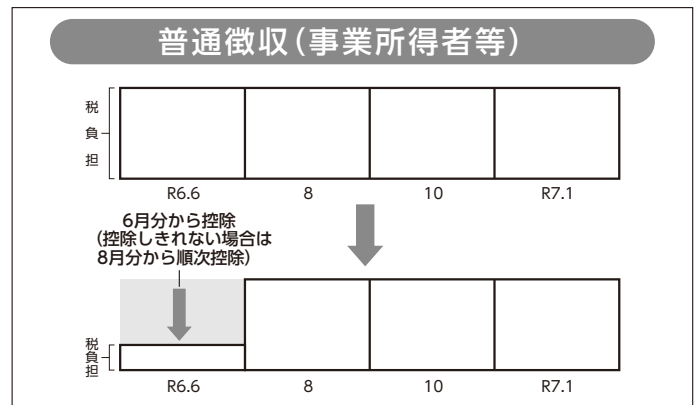 普通徴収(事業所得者等)
税負担
R6.6 8 10 R7.1
6月分から控除
(控除しきれない場合は
8月分から順次控除)
税負担
R6.6 8 10 R7.1